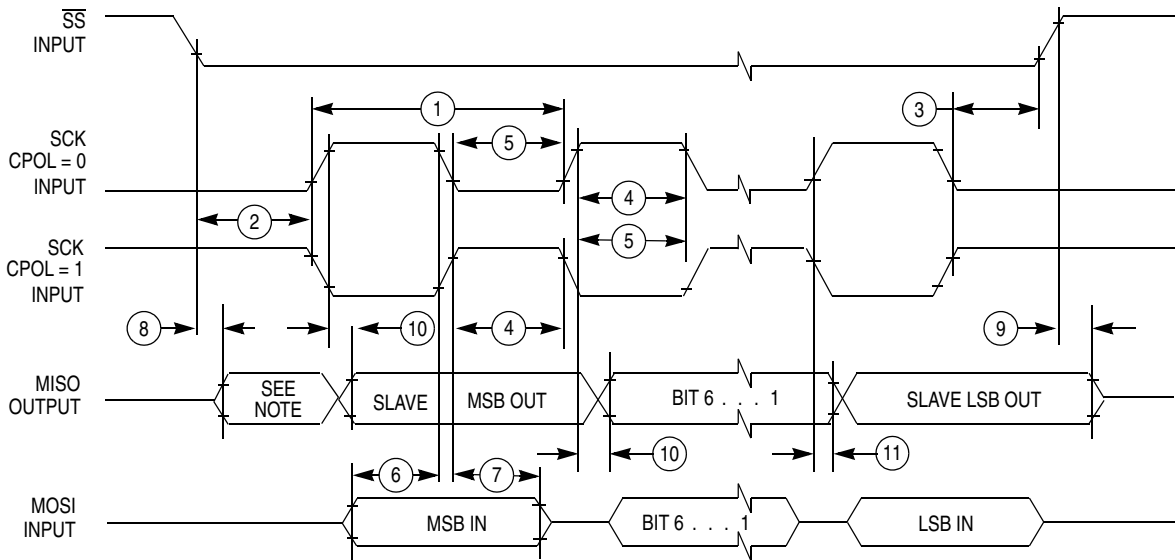 SS
INPUT
1
3
SCK
CPOL = 0
INPUT
5
4
2
SCK
CPOL = 1
INPUT
5
8
10
4
9
MISO
OUTPUT
SEE
NOTE
SLAVE
MSB OUT
BIT 6 . . . 1
SLAVE LSB OUT
10
11
6
7
MOSI
INPUT
MSB IN
BIT 6 . . . 1
LSB IN